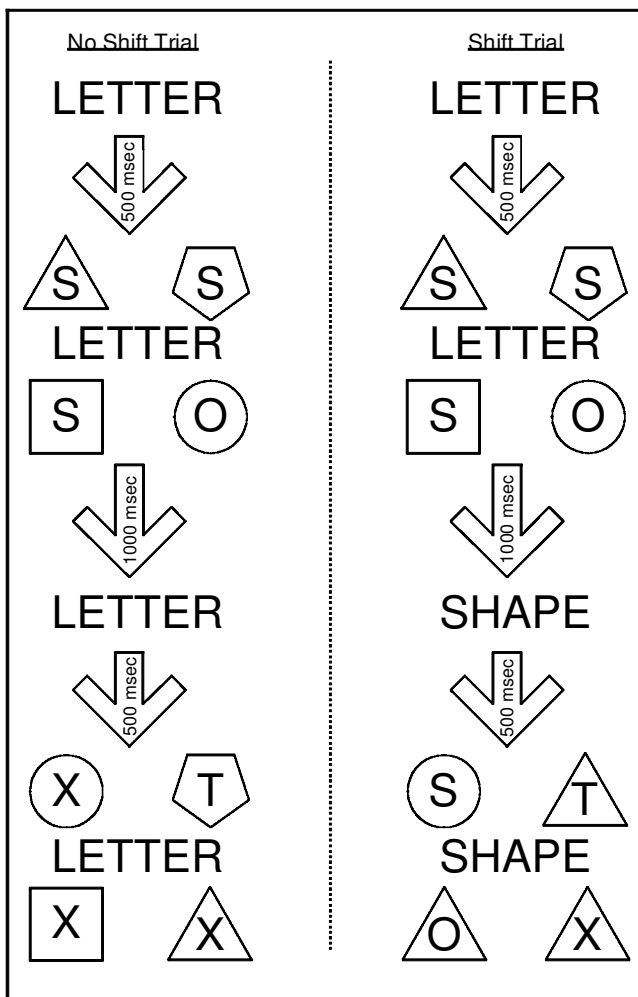 No Shift Trial
LETTER
500 msec
S S
LETTER
S O
1000 msec
LETTER
500 msec
X T
LETTER
X X
Shift Trial
LETTER
500 msec
S S
LETTER
S O
1000 msec
SHAPE
500 msec
S T
SHAPE
O X